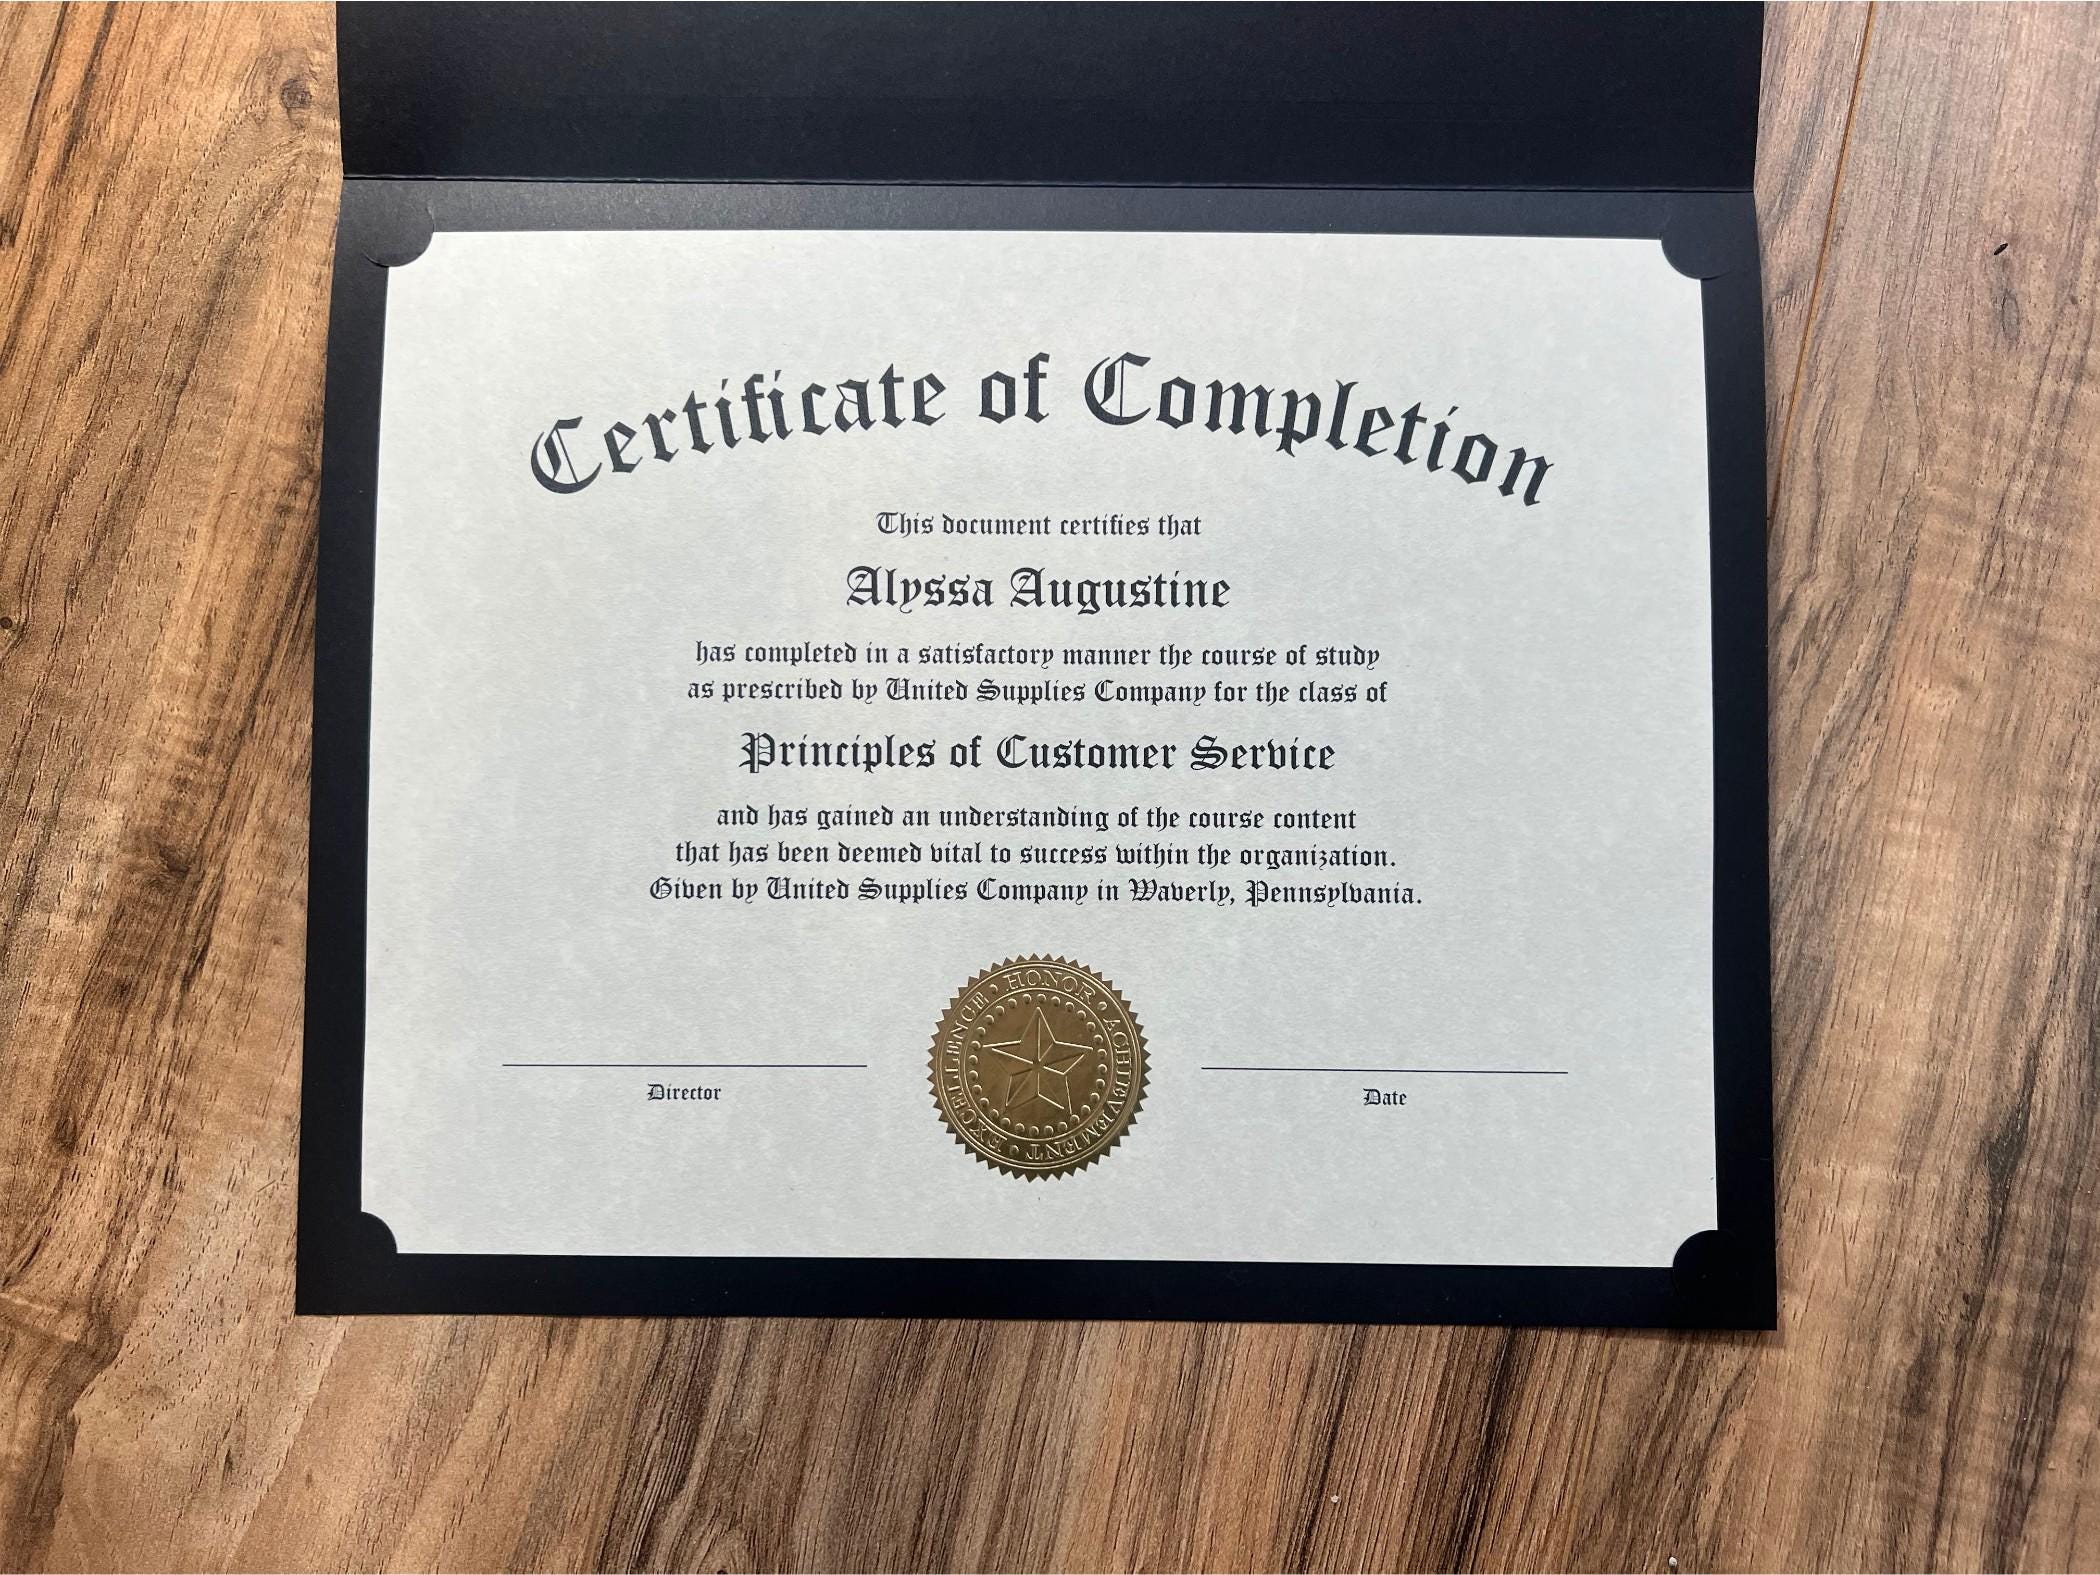 Certificate of Completion
This document certifies that
Alyssa Augustine
has completed in a satisfactory manner the course of study
as prescribed by United Supplies Company for the class of
Principles of Customer Service
and has gained an understanding of the course content
that has been deemed vital to success within the organization.
Given by United Supplies Company in Waverly, Pennsylvania.
HONOR • ACHIEVEMENT • EXCELLENCE •
Director
Date